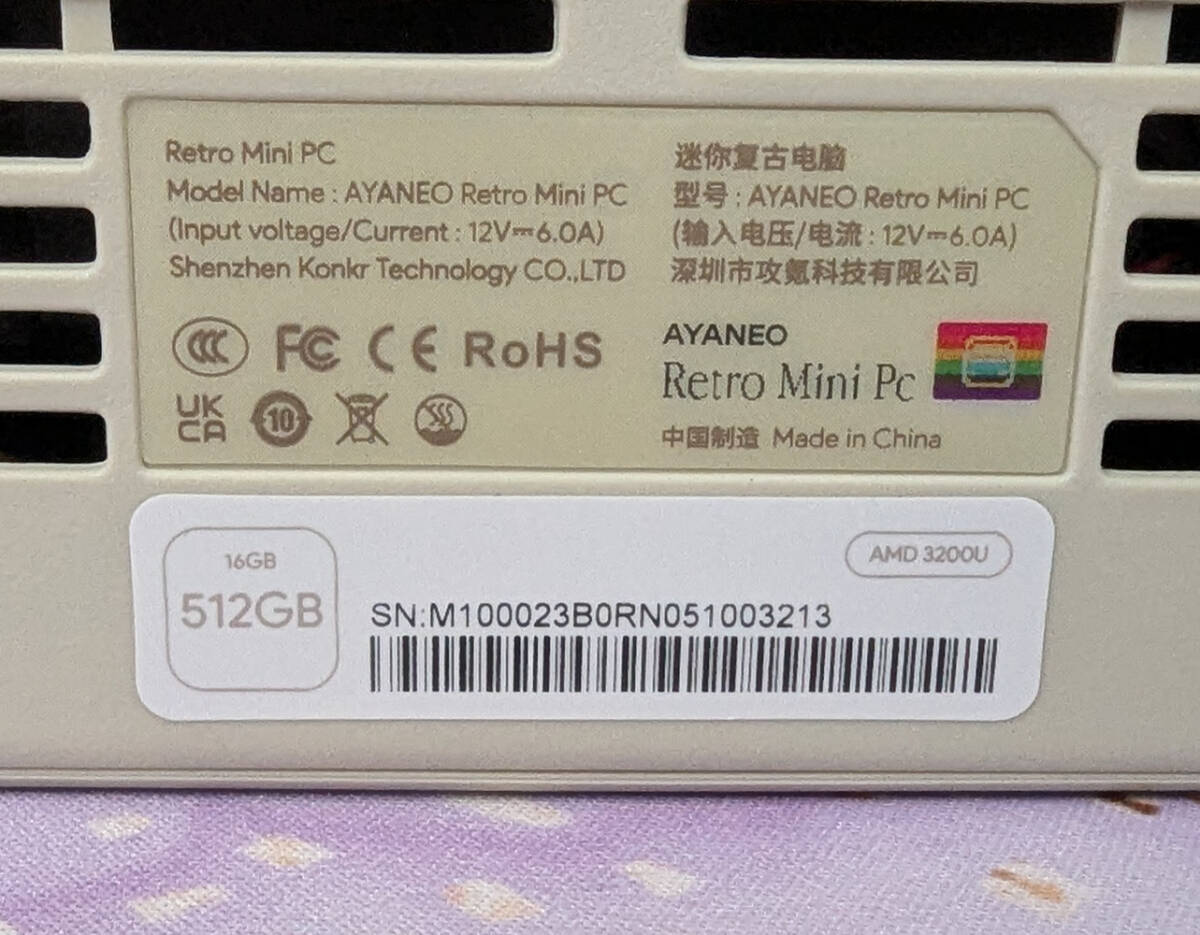 Retro Mini PC
Model Name : AYANEO Retro Mini PC
(Input voltage/Current : 12V⎓6.0A)
Shenzhen Konkr Technology CO.,LTD
CCC FC CE RoHS
UK
CA
10
迷你复古电脑
型号 : AYANEO Retro Mini PC
(输入电压/电流 : 12V⎓6.0A)
深圳市攻氪科技有限公司
AYANEO
Retro Mini Pc
中国制造 Made in China
16GB
512GB
AMD 3200U
SN:M100023B0RN051003213